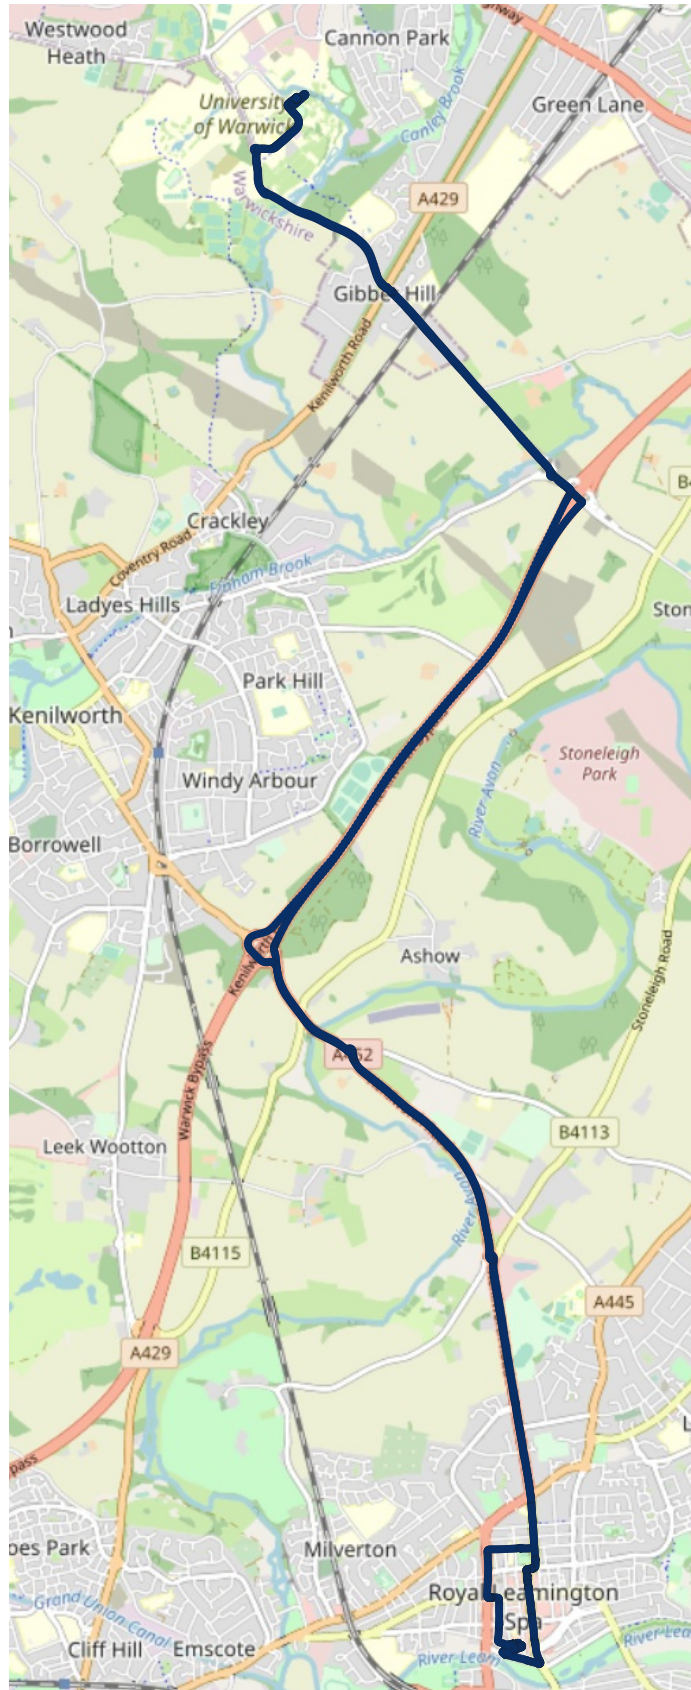 Westwood
Heath
Cannon Park
Green Lane
University
of Warwick
Canley Brook
A429
Warwickshire
Gibbet Hill
Kenilworth Road
Crackley
Coventry Road
Finham Brook
Ladyes Hills
Park Hill
Kenilworth
Stoneleigh
Park
River Avon
Windy Arbour
Borrowell
Ashow
Stoneleigh Road
A452
Warwick Bypass
B4113
Leek Wootton
River Avon
B4115
A445
A429
Milverton
Royal Leamington
Spa
Grand Union Canal
Cliff Hill
Emscote
River Leam